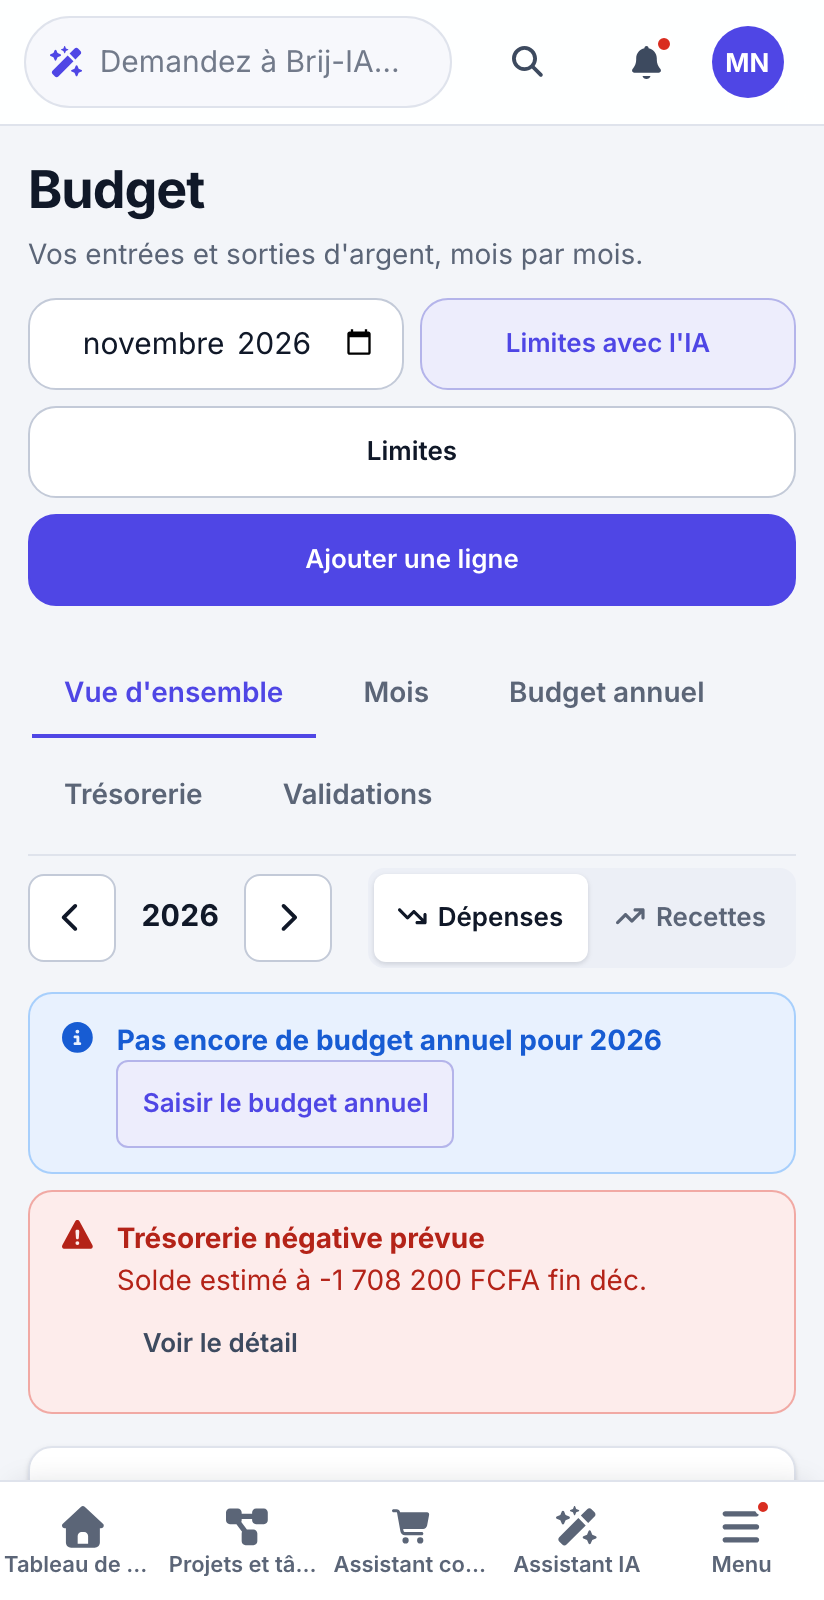 Demandez à Brij-IA...
MN
Budget
Vos entrées et sorties d'argent, mois par mois.
novembre 2026
Limites avec l'IA
Limites
Ajouter une ligne
Vue d'ensemble
Mois
Budget annuel
Trésorerie
Validations
2026
Dépenses
Recettes
Pas encore de budget annuel pour 2026
Saisir le budget annuel
Trésorerie négative prévue
Solde estimé à -1 708 200 FCFA fin déc.
Voir le détail
Tableau de ...
Projets et tâ...
Assistant co...
Assistant IA
Menu